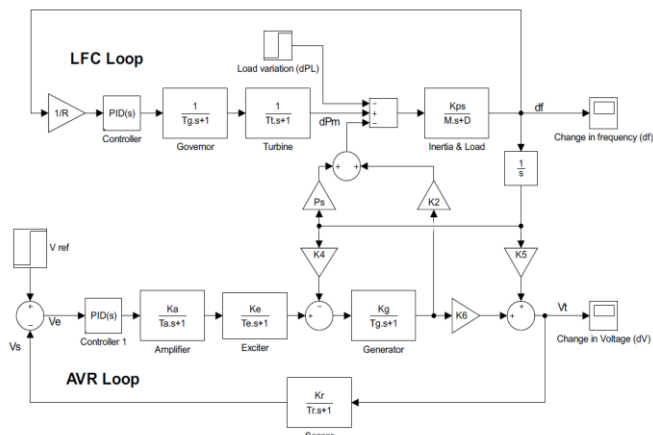 LFC Loop
Load variation (dPL)
1/R
PID(s)
Controller
1
Tg.s+1
Governor
1
Tt.s+1
Turbine
dPm
−
+
−
Kps
M.s+D
Inertia & Load
df
Change in frequency (df)
1
s
+
+
Ps
K2
K4
K5
V ref
+
−
Ve
Vs
PID(s)
Controller 1
Ka
Ta.s+1
Amplifier
Ke
Te.s+1
Exciter
−
+
Kg
Tg.s+1
Generator
K6
+
+
Vt
Change in Voltage (dV)
AVR Loop
Kr
Tr.s+1